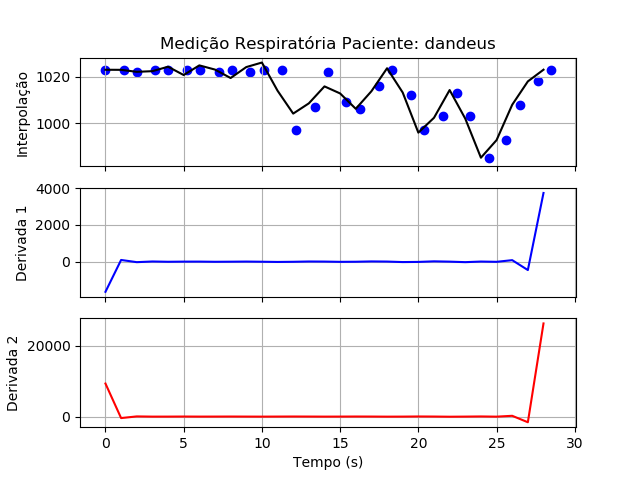 Medição Respiratória Paciente: dandeus
1020
1000
Interpolação
4000
2000
0
Derivada 1
20000
0
Derivada 2
0 5 10 15 20 25 30
Tempo (s)